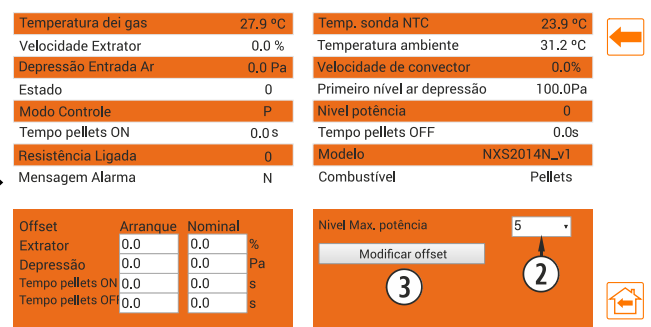 Temperatura dei gas 27.9 ºC
Velocidade Extrator 0.0 %
Depressão Entrada Ar 0,0 Pa
Estado 0
Modo Controle P
Tempo pellets ON 0.0 s
Resistência Ligada 0
Mensagem Alarma N
Temp. sonda NTC 23.9 ºC
Temperatura ambiente 31.2 ºC
Velocidade de convector 0.0%
Primeiro nível ar depressão 100.0Pa
Nivel potência 0
Tempo pellets OFF 0.0s
Modelo NXS2014N_v1
Combustível Pellets
Offset Arranque Nominal
Extrator 0.0 0.0 %
Depressão 0.0 0.0 Pa
Tempo pellets ON 0.0 0.0 s
Tempo pellets OFI 0.0 0.0 s
Nivel Max. potência 5
Modificar offset
3
2